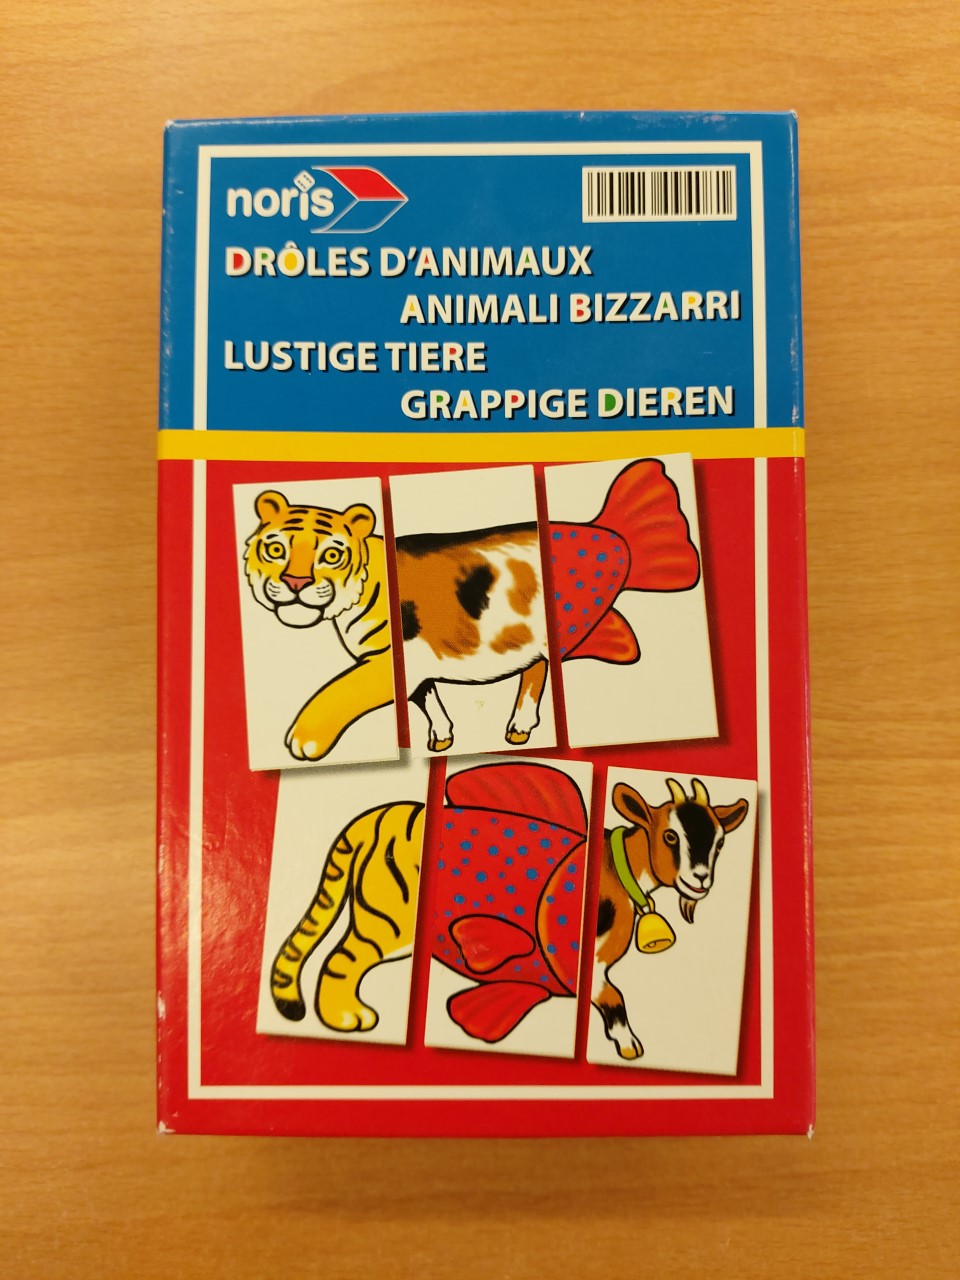 noris
DRÔLES D'ANIMAUX
ANIMALI BIZZARRI
LUSTIGE TIERE
GRAPPIGE DIEREN